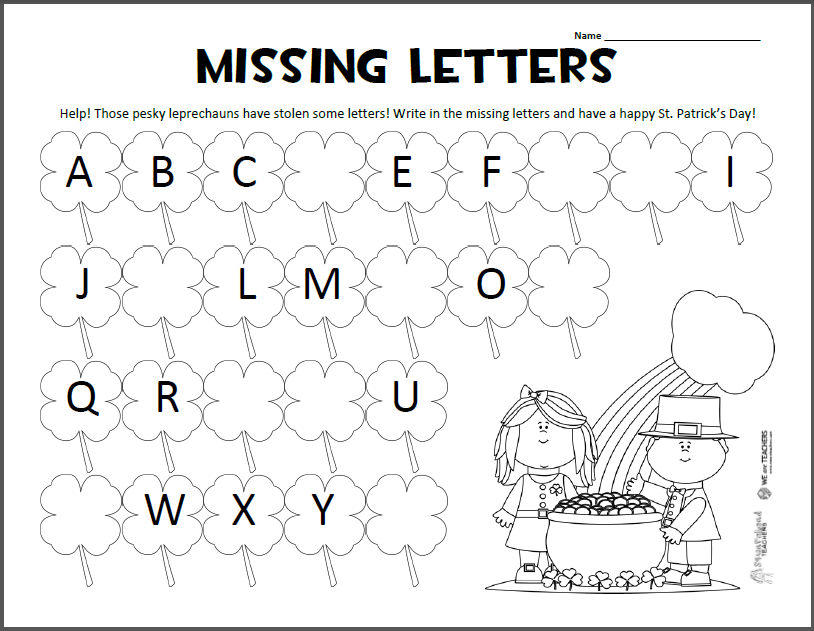 Name
MISSING LETTERS
Help! Those pesky leprechauns have stolen some letters! Write in the missing letters and have a happy St. Patrick's Day!
A B C E F I
J L M O
Q R U
W X Y
WE are TEACHERS
TEACHERS